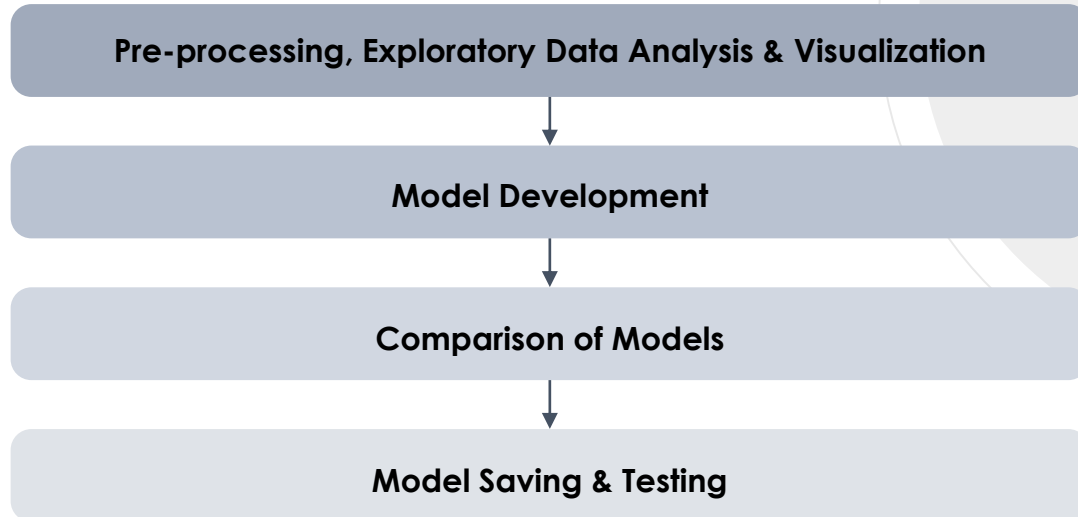 Pre-processing, Exploratory Data Analysis & Visualization
Model Development
Comparison of Models
Model Saving & Testing